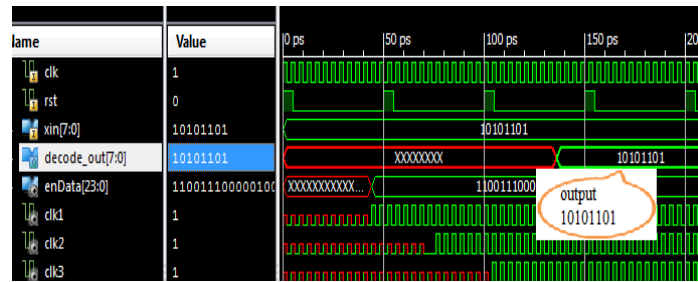 Name Value 0 ps 50 ps 100 ps 150 ps 20
clk 1
rst 0
xin[7:0] 10101101 10101101
decode_out[7:0] 10101101 XXXXXXXX 10101101
enData[23:0] 110011100000100 XXXXXXXXXXX... 1100111000
clk1 1
clk2 1
clk3 1
output
10101101